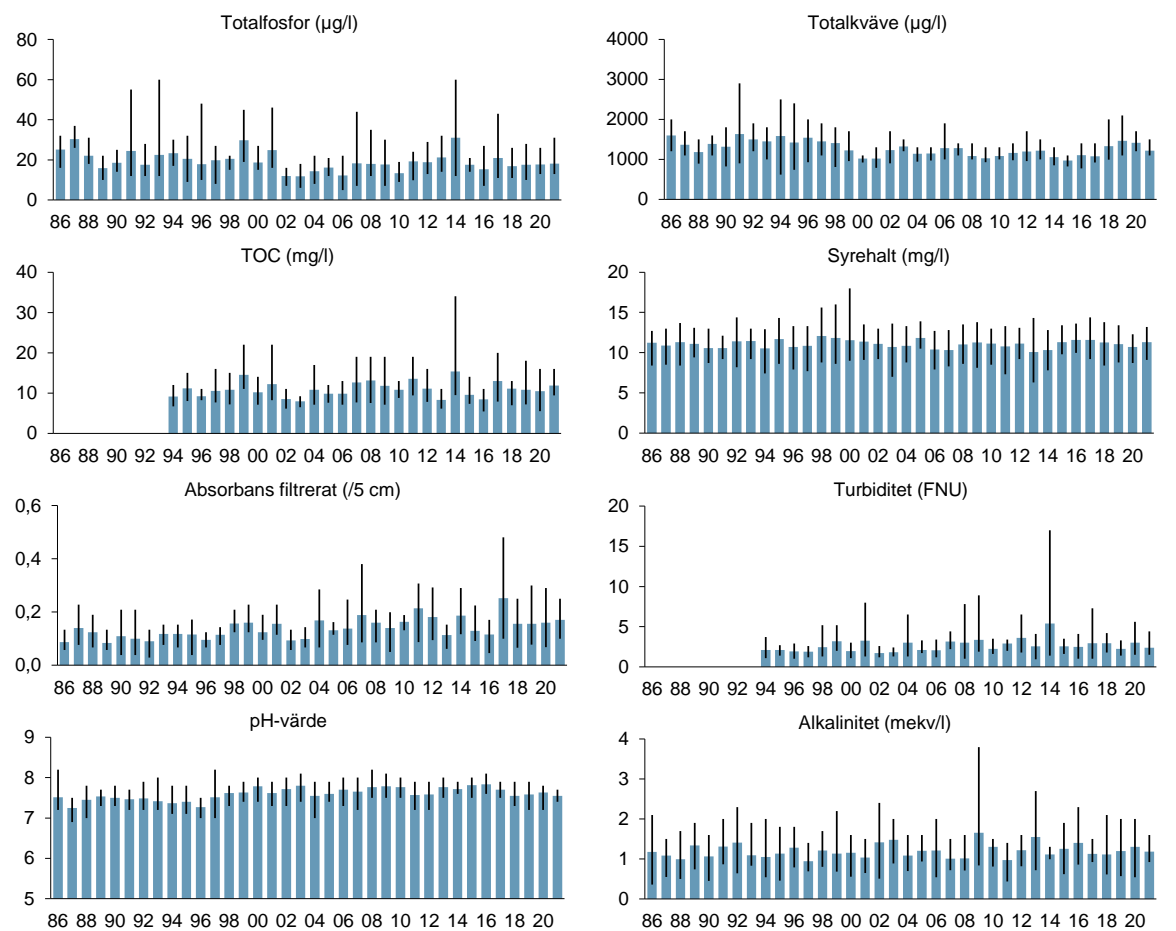 Totalfosfor (µg/l)
80
60
40
20
0
86 88 90 92 94 96 98 00 02 04 06 08 10 12 14 16 18 20
Totalkväve (µg/l)
4000
3000
2000
1000
0
86 88 90 92 94 96 98 00 02 04 06 08 10 12 14 16 18 20
TOC (mg/l)
40
30
20
10
0
86 88 90 92 94 96 98 00 02 04 06 08 10 12 14 16 18 20
Syrehalt (mg/l)
20
15
10
5
0
86 88 90 92 94 96 98 00 02 04 06 08 10 12 14 16 18 20
Absorbans filtrerat (/5 cm)
0,6
0,4
0,2
0,0
86 88 90 92 94 96 98 00 02 04 06 08 10 12 14 16 18 20
Turbiditet (FNU)
20
15
10
5
0
86 88 90 92 94 96 98 00 02 04 06 08 10 12 14 16 18 20
pH-värde
9
8
7
6
5
86 88 90 92 94 96 98 00 02 04 06 08 10 12 14 16 18 20
Alkalinitet (mekv/l)
4
3
2
1
0
86 88 90 92 94 96 98 00 02 04 06 08 10 12 14 16 18 20